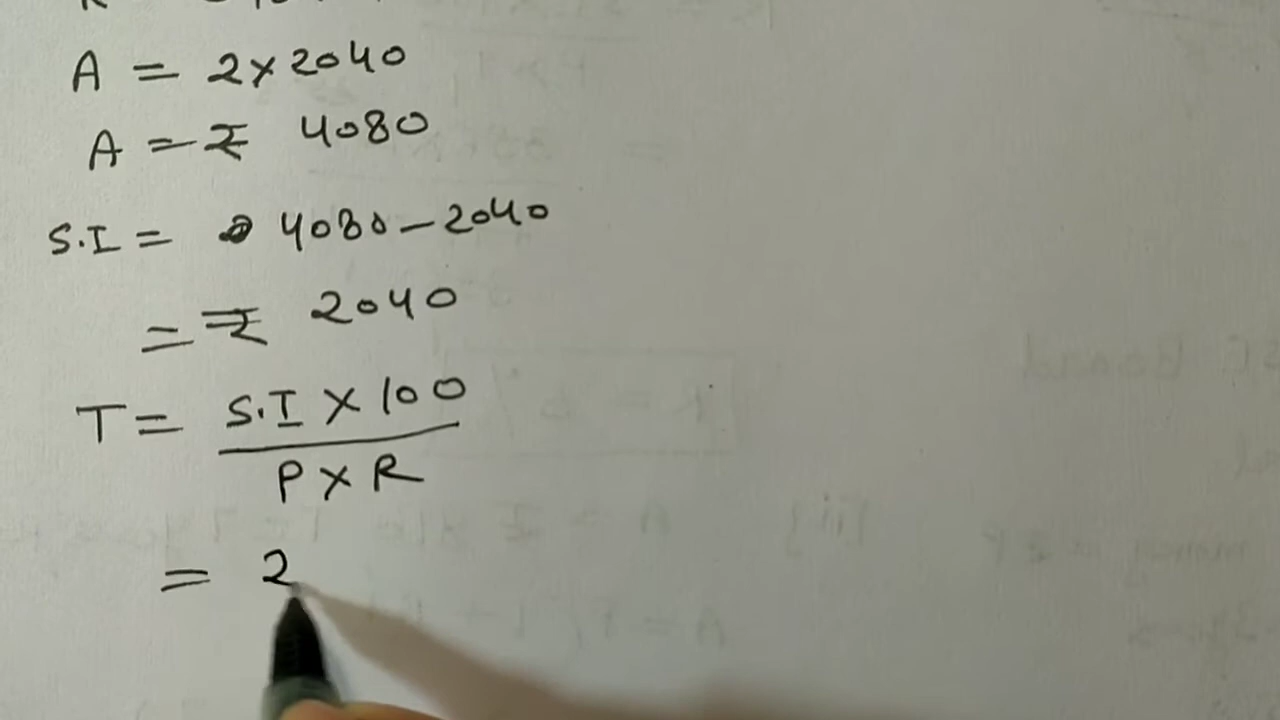 A = 2×2040
A = ₹ 4080
S.I = 4080-2040
= ₹ 2040
T = S.I × 100
P × R
= 2